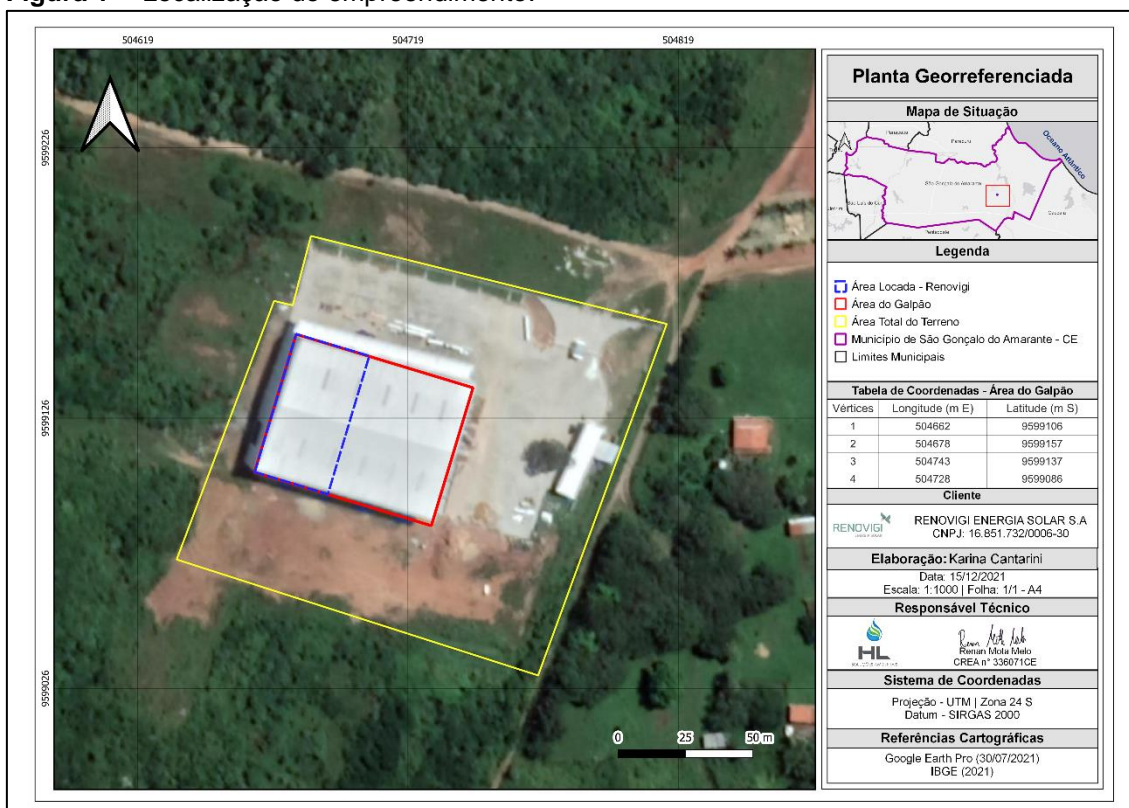 Figura 1 – Localização do empreendimento.
504619
504719
504819
9599226
9599126
9599026
0 25 50 m
Planta Georreferenciada
Mapa de Situação
Oceano Atlântico
São Gonçalo do Amarante
Legenda
Área Locada - Renovigi
Área do Galpão
Área Total do Terreno
Municipio de São Gonçalo do Amarante - CE
Limites Municipais
Tabela de Coordenadas - Área do Galpão
Vértices Longitude (m E) Latitude (m S)
1 504662 9599106
2 504678 9599157
3 504743 9599137
4 504728 9599086
Cliente
RENOVIGI
RENOVIGI ENERGIA SOLAR S.A
CNPJ: 16.851.732/0006-30
Elaboração: Karina Cantarini
Data: 15/12/2021
Escala: 1:1000 | Folha: 1/1 - A4
Responsável Técnico
HL
Renan Mota Melo
CREA n° 336071CE
Sistema de Coordenadas
Projeção - UTM | Zona 24 S
Datum - SIRGAS 2000
Referências Cartográficas
Google Earth Pro (30/07/2021)
IBGE (2021)